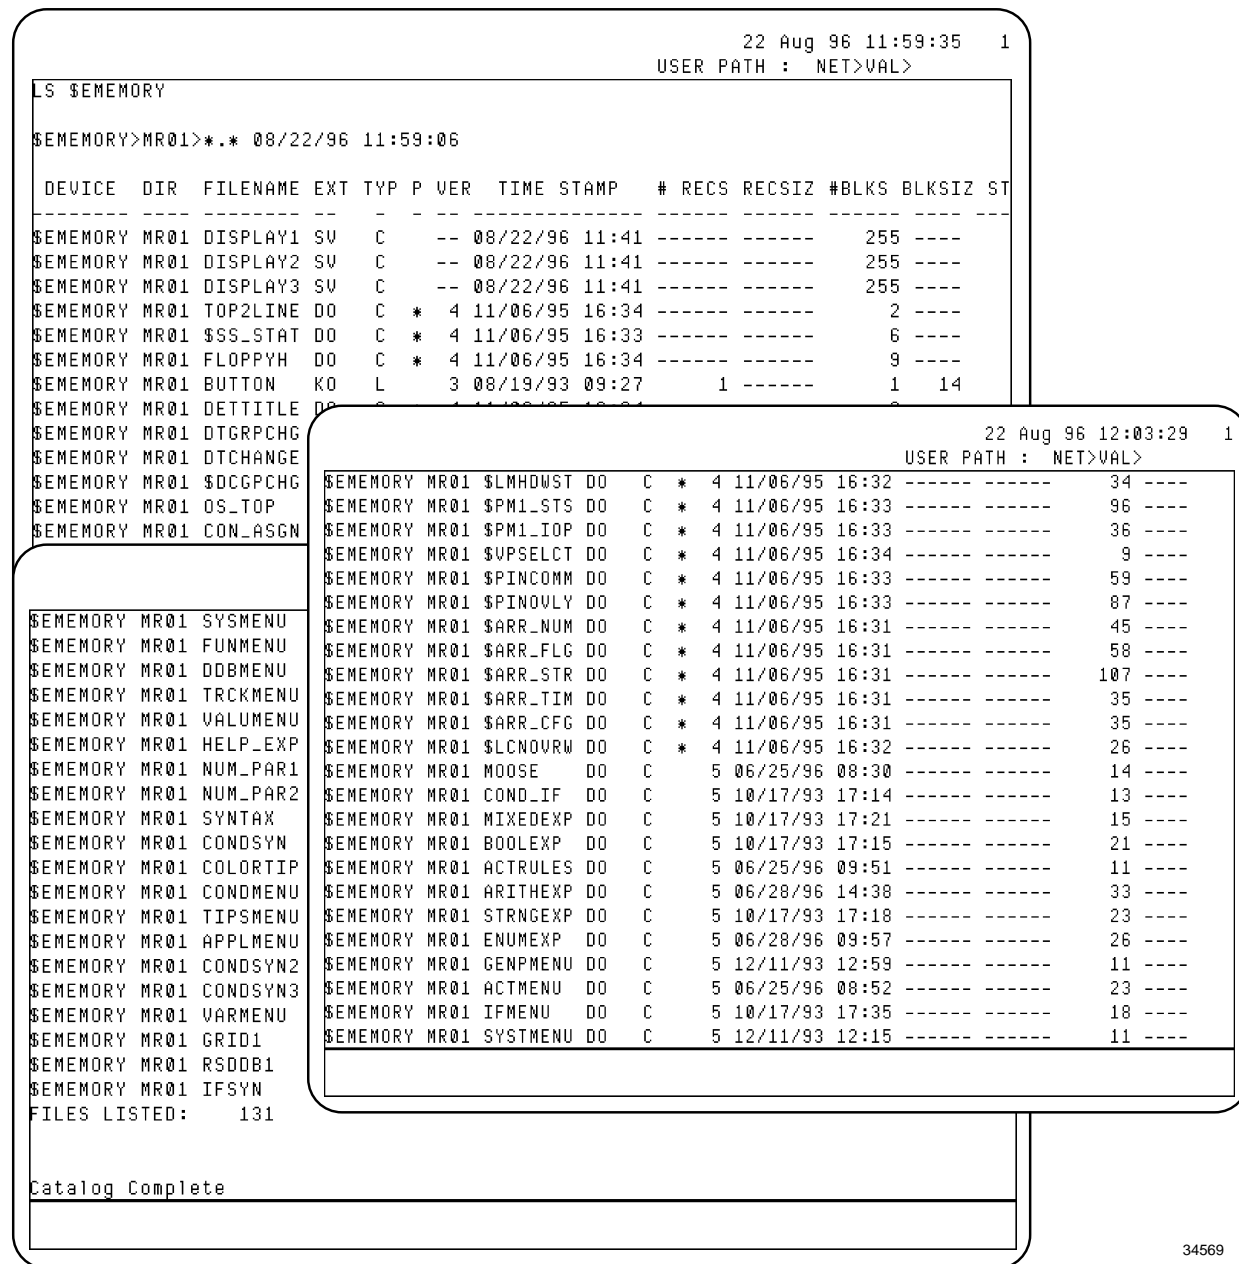 22 Aug 96 11:59:35 1
USER PATH : NET>VAL>
LS $EMEMORY
$EMEMORY>MR01>*.* 08/22/96 11:59:06
DEVICE DIR FILENAME EXT TYP P VER TIME STAMP # RECS RECSIZ #BLKS BLKSIZ ST
-------- ---- -------- -- - - -- -------------- ------ ------ ------ ---- ---
$EMEMORY MR01 DISPLAY1 SV C -- 08/22/96 11:41 ------ ------ 255 ----
$EMEMORY MR01 DISPLAY2 SV C -- 08/22/96 11:41 ------ ------ 255 ----
$EMEMORY MR01 DISPLAY3 SV C -- 08/22/96 11:41 ------ ------ 255 ----
$EMEMORY MR01 TOP2LINE DO C * 4 11/06/95 16:34 ------ ------ 2 ----
$EMEMORY MR01 $SS_STAT DO C * 4 11/06/95 16:33 ------ ------ 6 ----
$EMEMORY MR01 FLOPPYH DO C * 4 11/06/95 16:34 ------ ------ 9 ----
$EMEMORY MR01 BUTTON KO L 3 08/19/93 09:27 1 ------ 1 14
$EMEMORY MR01 DETTITLE
$EMEMORY MR01 DTGRPCHG
$EMEMORY MR01 DTCHANGE
$EMEMORY MR01 $DCGPCHG
$EMEMORY MR01 OS_TOP
$EMEMORY MR01 CON_ASGN
22 Aug 96 12:03:29 1
USER PATH : NET>VAL>
$EMEMORY MR01 $LMHDWST DO C * 4 11/06/95 16:32 ------ ------ 34 ----
$EMEMORY MR01 $PM1_STS DO C * 4 11/06/95 16:33 ------ ------ 96 ----
$EMEMORY MR01 $PM1_IOP DO C * 4 11/06/95 16:33 ------ ------ 36 ----
$EMEMORY MR01 $VPSELCT DO C * 4 11/06/95 16:34 ------ ------ 9 ----
$EMEMORY MR01 $PINCOMM DO C * 4 11/06/95 16:33 ------ ------ 59 ----
$EMEMORY MR01 $PINOVLY DO C * 4 11/06/95 16:33 ------ ------ 87 ----
$EMEMORY MR01 $ARR_NUM DO C * 4 11/06/95 16:31 ------ ------ 45 ----
$EMEMORY MR01 $ARR_FLG DO C * 4 11/06/95 16:31 ------ ------ 58 ----
$EMEMORY MR01 $ARR_STR DO C * 4 11/06/95 16:31 ------ ------ 107 ----
$EMEMORY MR01 $ARR_TIM DO C * 4 11/06/95 16:31 ------ ------ 35 ----
$EMEMORY MR01 $ARR_CFG DO C * 4 11/06/95 16:31 ------ ------ 35 ----
$EMEMORY MR01 $LCNOVRW DO C * 4 11/06/95 16:32 ------ ------ 26 ----
$EMEMORY MR01 MOOSE DO C 5 06/25/96 08:30 ------ ------ 14 ----
$EMEMORY MR01 COND_IF DO C 5 10/17/93 17:14 ------ ------ 13 ----
$EMEMORY MR01 MIXEDEXP DO C 5 10/17/93 17:21 ------ ------ 15 ----
$EMEMORY MR01 BOOLEXP DO C 5 10/17/93 17:15 ------ ------ 21 ----
$EMEMORY MR01 ACTRULES DO C 5 06/25/96 09:51 ------ ------ 11 ----
$EMEMORY MR01 ARITHEXP DO C 5 06/28/96 14:38 ------ ------ 33 ----
$EMEMORY MR01 STRNGEXP DO C 5 10/17/93 17:18 ------ ------ 23 ----
$EMEMORY MR01 ENUMEXP DO C 5 06/28/96 09:57 ------ ------ 26 ----
$EMEMORY MR01 GENPMENU DO C 5 12/11/93 12:59 ------ ------ 11 ----
$EMEMORY MR01 ACTMENU DO C 5 06/25/96 08:52 ------ ------ 23 ----
$EMEMORY MR01 IFMENU DO C 5 10/17/93 17:35 ------ ------ 18 ----
$EMEMORY MR01 SYSTMENU DO C 5 12/11/93 12:15 ------ ------ 11 ----
$EMEMORY MR01 SYSMENU
$EMEMORY MR01 FUNMENU
$EMEMORY MR01 DDBMENU
$EMEMORY MR01 TRCKMENU
$EMEMORY MR01 VALUMENU
$EMEMORY MR01 HELP_EXP
$EMEMORY MR01 NUM_PAR1
$EMEMORY MR01 NUM_PAR2
$EMEMORY MR01 SYNTAX
$EMEMORY MR01 CONDSYN
$EMEMORY MR01 COLORTIP
$EMEMORY MR01 CONDMENU
$EMEMORY MR01 TIPSMENU
$EMEMORY MR01 APPLMENU
$EMEMORY MR01 CONDSYN2
$EMEMORY MR01 CONDSYN3
$EMEMORY MR01 VARMENU
$EMEMORY MR01 GRID1
$EMEMORY MR01 RSDDB1
$EMEMORY MR01 IFSYN
FILES LISTED: 131
Catalog Complete
34569